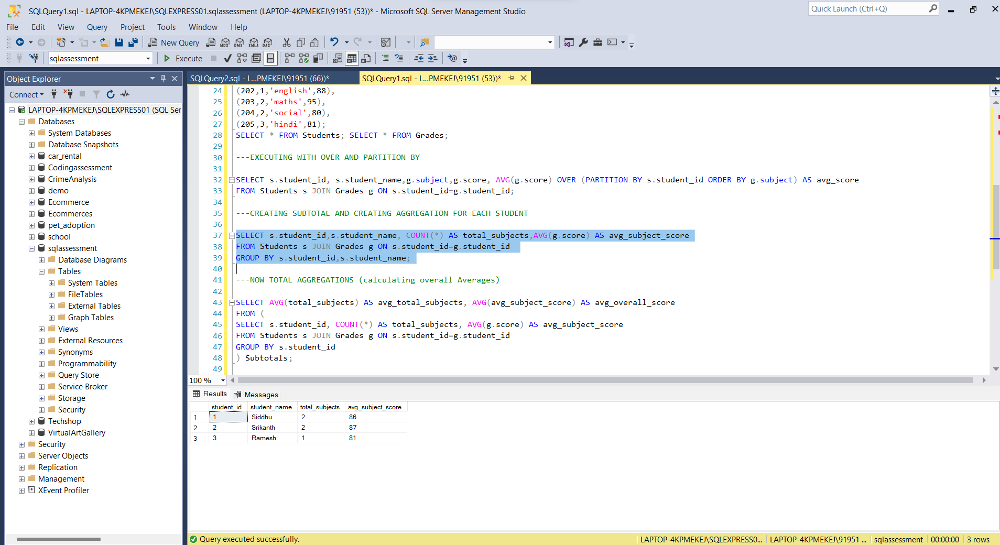 SQLQuery1.sql - LAPTOP-4KPMEKEJ\SQLEXPRESS01.sqlassessment (LAPTOP-4KPMEKEJ\91951 (53))* - Microsoft SQL Server Management Studio
Quick Launch (Ctrl+Q)
File Edit View Query Project Tools Window Help
New Query MDX DMX XMLA DAX
sqlassessment Execute
Object Explorer
Connect
LAPTOP-4KPMEKEJ\SQLEXPRESS01 (SQL Ser
Databases
System Databases
Database Snapshots
car_rental
Codingassessment
CrimeAnalysis
demo
Ecommerce
Ecommerces
pet_adoption
school
sqlassessment
Database Diagrams
Tables
System Tables
FileTables
External Tables
Graph Tables
Views
External Resources
Synonyms
Programmability
Query Store
Service Broker
Storage
Security
Techshop
VirtualArtGallery
Security
Server Objects
Replication
Management
XEvent Profiler
SQLQuery2.sql - L...PMEKEJ\91951 (66))* SQLQuery1.sql - L...PMEKEJ\91951 (53))*
24 (202,1,'english',88),
25 (203,2,'maths',95),
26 (204,2,'social',80),
27 (205,3,'hindi',81);
28 SELECT * FROM Students; SELECT * FROM Grades;
29
30 ---EXECUTING WITH OVER AND PARTITION BY
31
32 SELECT s.student_id, s.student_name,g.subject,g.score, AVG(g.score) OVER (PARTITION BY s.student_id ORDER BY g.subject) AS avg_score
33 FROM Students s JOIN Grades g ON s.student_id=g.student_id;
34
35 ---CREATING SUBTOTAL AND CREATING AGGREGATION FOR EACH STUDENT
36
37 SELECT s.student_id,s.student_name, COUNT(*) AS total_subjects,AVG(g.score) AS avg_subject_score
38 FROM Students s JOIN Grades g ON s.student_id=g.student_id
39 GROUP BY s.student_id,s.student_name;
40
41 ---NOW TOTAL AGGREGATIONS (calculating overall Averages)
42
43 SELECT AVG(total_subjects) AS avg_total_subjects, AVG(avg_subject_score) AS avg_overall_score
44 FROM (
45 SELECT s.student_id, COUNT(*) AS total_subjects, AVG(g.score) AS avg_subject_score
46 FROM Students s JOIN Grades g ON s.student_id=g.student_id
47 GROUP BY s.student_id
48 ) Subtotals;
49
100 %
Results Messages
student_id student_name total_subjects avg_subject_score
1 1 Siddhu 2 86
2 2 Srikanth 2 87
3 3 Ramesh 1 81
Query executed successfully. LAPTOP-4KPMEKEJ\SQLEXPRESS0... LAPTOP-4KPMEKEJ\91951 ... sqlassessment 00:00:00 3 rows